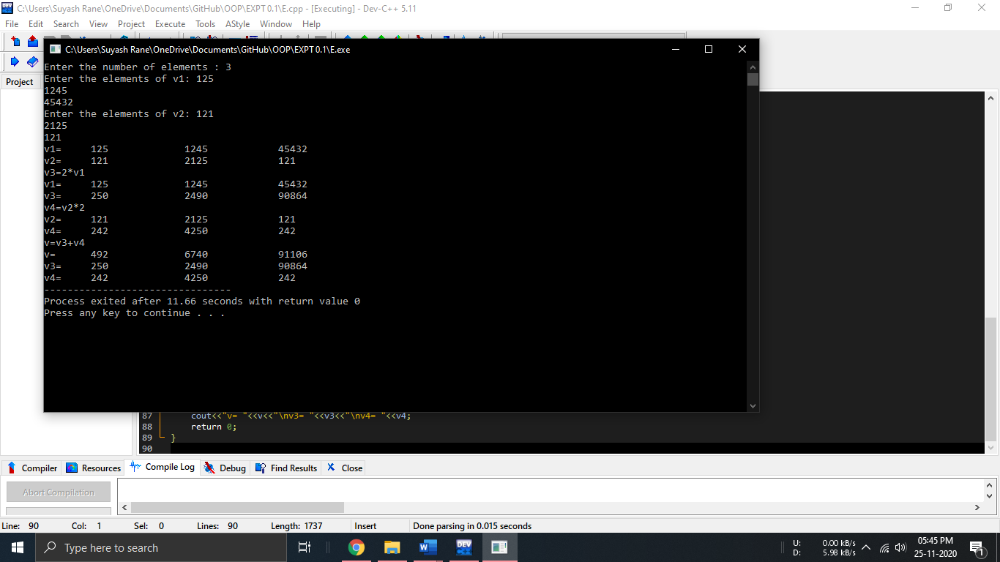 C:\Users\Suyash Rane\OneDrive\Documents\GitHub\OOP\EXPT 0.1\E.cpp - [Executing] - Dev-C++ 5.11
File Edit Search View Project Execute Tools AStyle Window Help
C:\Users\Suyash Rane\OneDrive\Documents\GitHub\OOP\EXPT 0.1\E.exe
Project
Enter the number of elements : 3
Enter the elements of v1: 125
1245
45432
Enter the elements of v2: 121
2125
121
v1= 125 1245 45432
v2= 121 2125 121
v3=2*v1
v1= 125 1245 45432
v3= 250 2490 90864
v4=v2*2
v2= 121 2125 121
v4= 242 4250 242
v=v3+v4
v= 492 6740 91106
v3= 250 2490 90864
v4= 242 4250 242
--------------------------------
Process exited after 11.66 seconds with return value 0
Press any key to continue . . .
87 cout<<"v= "<<v<<"\nv3= "<<v3<<"\nv4= "<<v4;
88 return 0;
89 }
90
Compiler Resources Compile Log Debug Find Results Close
Abort Compilation
Line: 90 Col: 1 Sel: 0 Lines: 90 Length: 1737 Insert Done parsing in 0.015 seconds
Type here to search
DEV
U: 0.00 kB/s
D: 5.98 kB/s
05:45 PM
25-11-2020
1